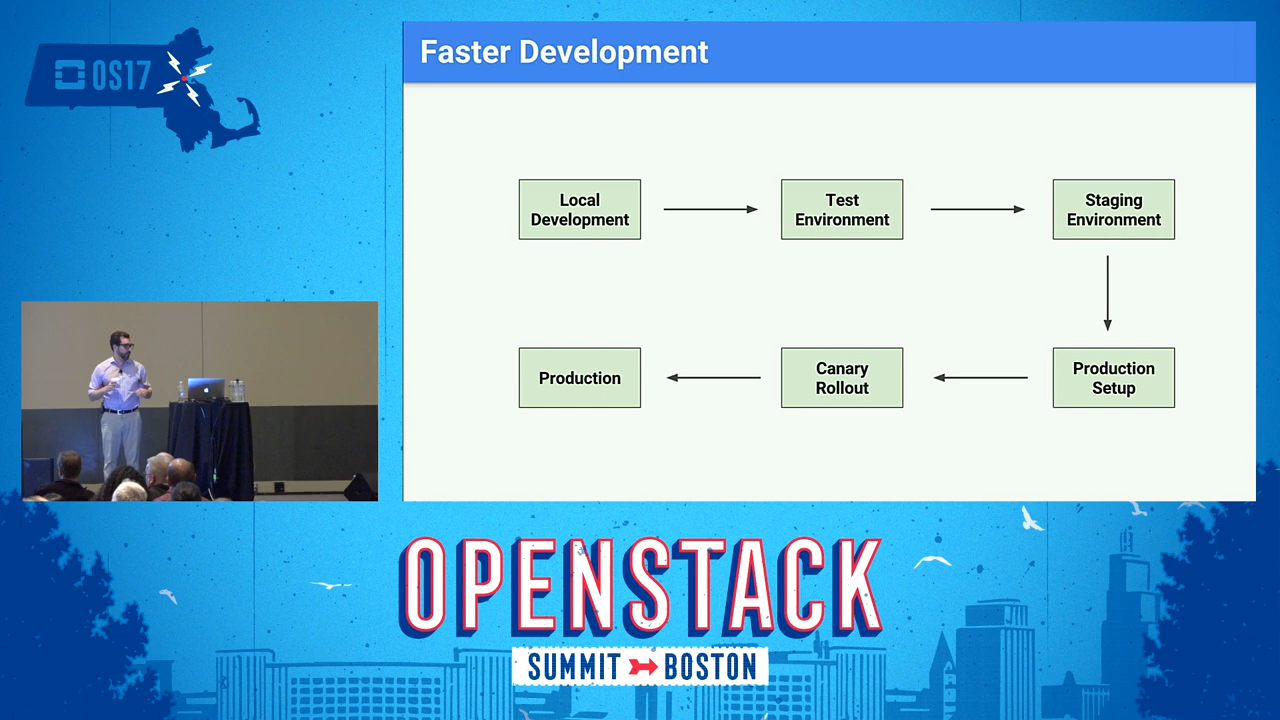 OS17
Faster Development
Local
Development
Test
Environment
Staging
Environment
Production
Canary
Rollout
Production
Setup
OPENSTACK
SUMMIT BOSTON